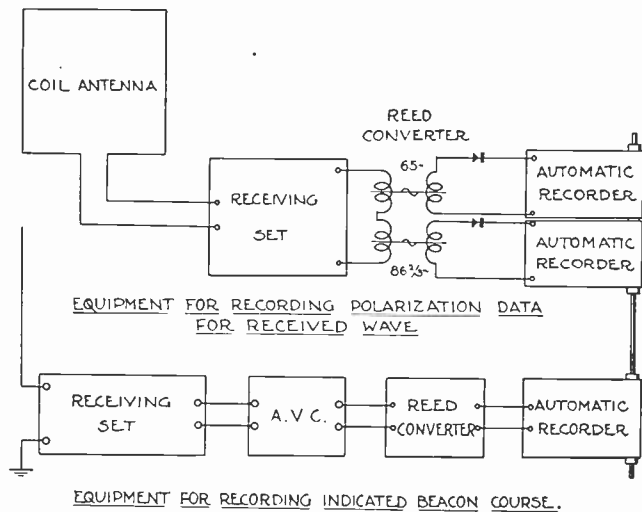 COIL ANTENNA
REED
CONVERTER
65~
RECEIVING
SET
AUTOMATIC
RECORDER
AUTOMATIC
RECORDER
86⅔~
EQUIPMENT FOR RECORDING POLARIZATION DATA
FOR RECEIVED WAVE
RECEIVING
SET
A.V.C.
REED
CONVERTER
AUTOMATIC
RECORDER
EQUIPMENT FOR RECORDING INDICATED BEACON COURSE.